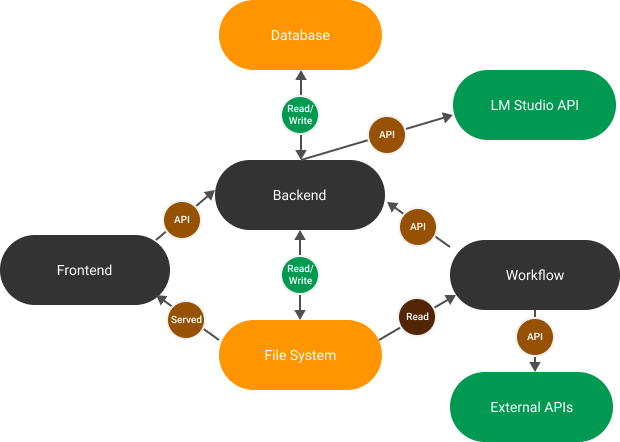 Database
Read/
Write
API
LM Studio API
Backend
API
API
Frontend
Read/
Write
Workflow
Served
Read
API
File System
External APIs